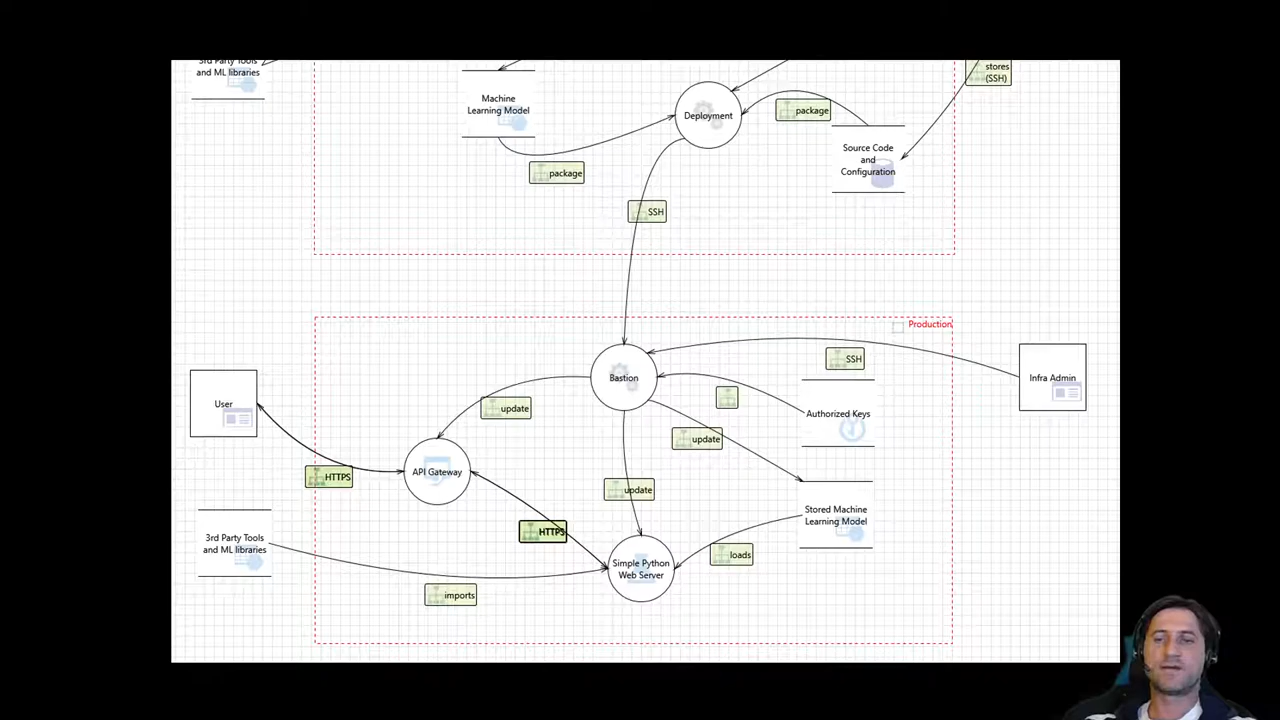 3rd Party Tools
and ML libraries
stores
(SSH)
Machine
Learning Model
Deployment
package
Source Code
and
Configuration
package
SSH
Production
Bastion
SSH
Infra Admin
User
update
Authorized Keys
update
API Gateway
HTTPS
update
Stored Machine
Learning Model
HTTPS
3rd Party Tools
and ML libraries
loads
Simple Python
Web Server
imports